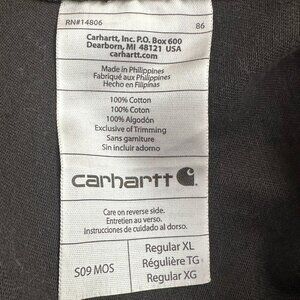 RN#14806 86
Carhartt, Inc. P.O. Box 600
Dearborn, MI 48121 USA
carhartt.com
Made in Philippines
Fabriqué aux Philippines
Hecho en Filipinas
100% Cotton
100% Coton
100% Algodón
Exclusive of Trimming
Sans garniture
Sin incluir adorno
carhartt
Care on reverse side.
Entretien au verso.
Instrucciones de cuidado al dorso.
S09 MOS
Regular XL
Régulière TG
Regular XG